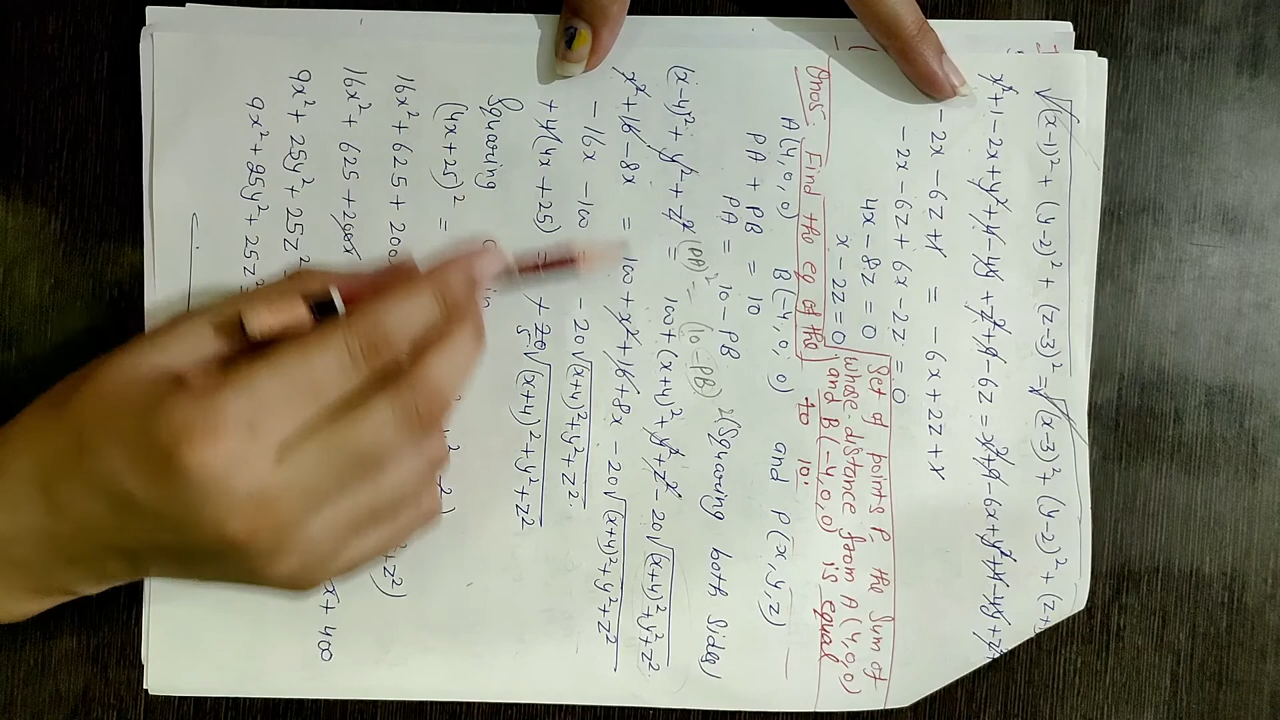 √(x-1)² + (y-2)² + (z-3)² = √(x-3)² + (y-2)² + (z+
x² + 1 - 2x + y² + 4 - 4y + z² + 9 - 6z = x² + 9 - 6x + y² + 4 - 4y + z²
-2x - 6z + 1 = -6x + 2z + 1
-2x - 6z + 6x - 2z = 0
4x - 8z = 0
x - 2z = 0
Qno5: Find the eq of the set of points P, the sum of
whose distance from A(4,0,0)
and B(-4,0,0) is equal
to 10.
A(4,0,0) B(-4,0,0) and P(x,y,z)
PA + PB = 10
PA = 10 - PB
(PA)² = (10-PB)² (Squaring both sides)
(x-4)² + y² + z² = 100 + (x+4)² + y² + z² - 20√(x+4)² + y² + z²
x² + 16 - 8x = 100 + x² + 16 + 8x - 20√(x+4)² + y² + z²
-16x - 100 = -20√(x+4)² + y² + z²
+4(4x+25) = +20√(x+4)² + y² + z²
5
Squaring
(4x+25)² =
16x² + 625 + 200 + z²)
16x² + 625 + 200x x + 400
9x² + 25y² + 25z²
9x² + 25y² + 25z²